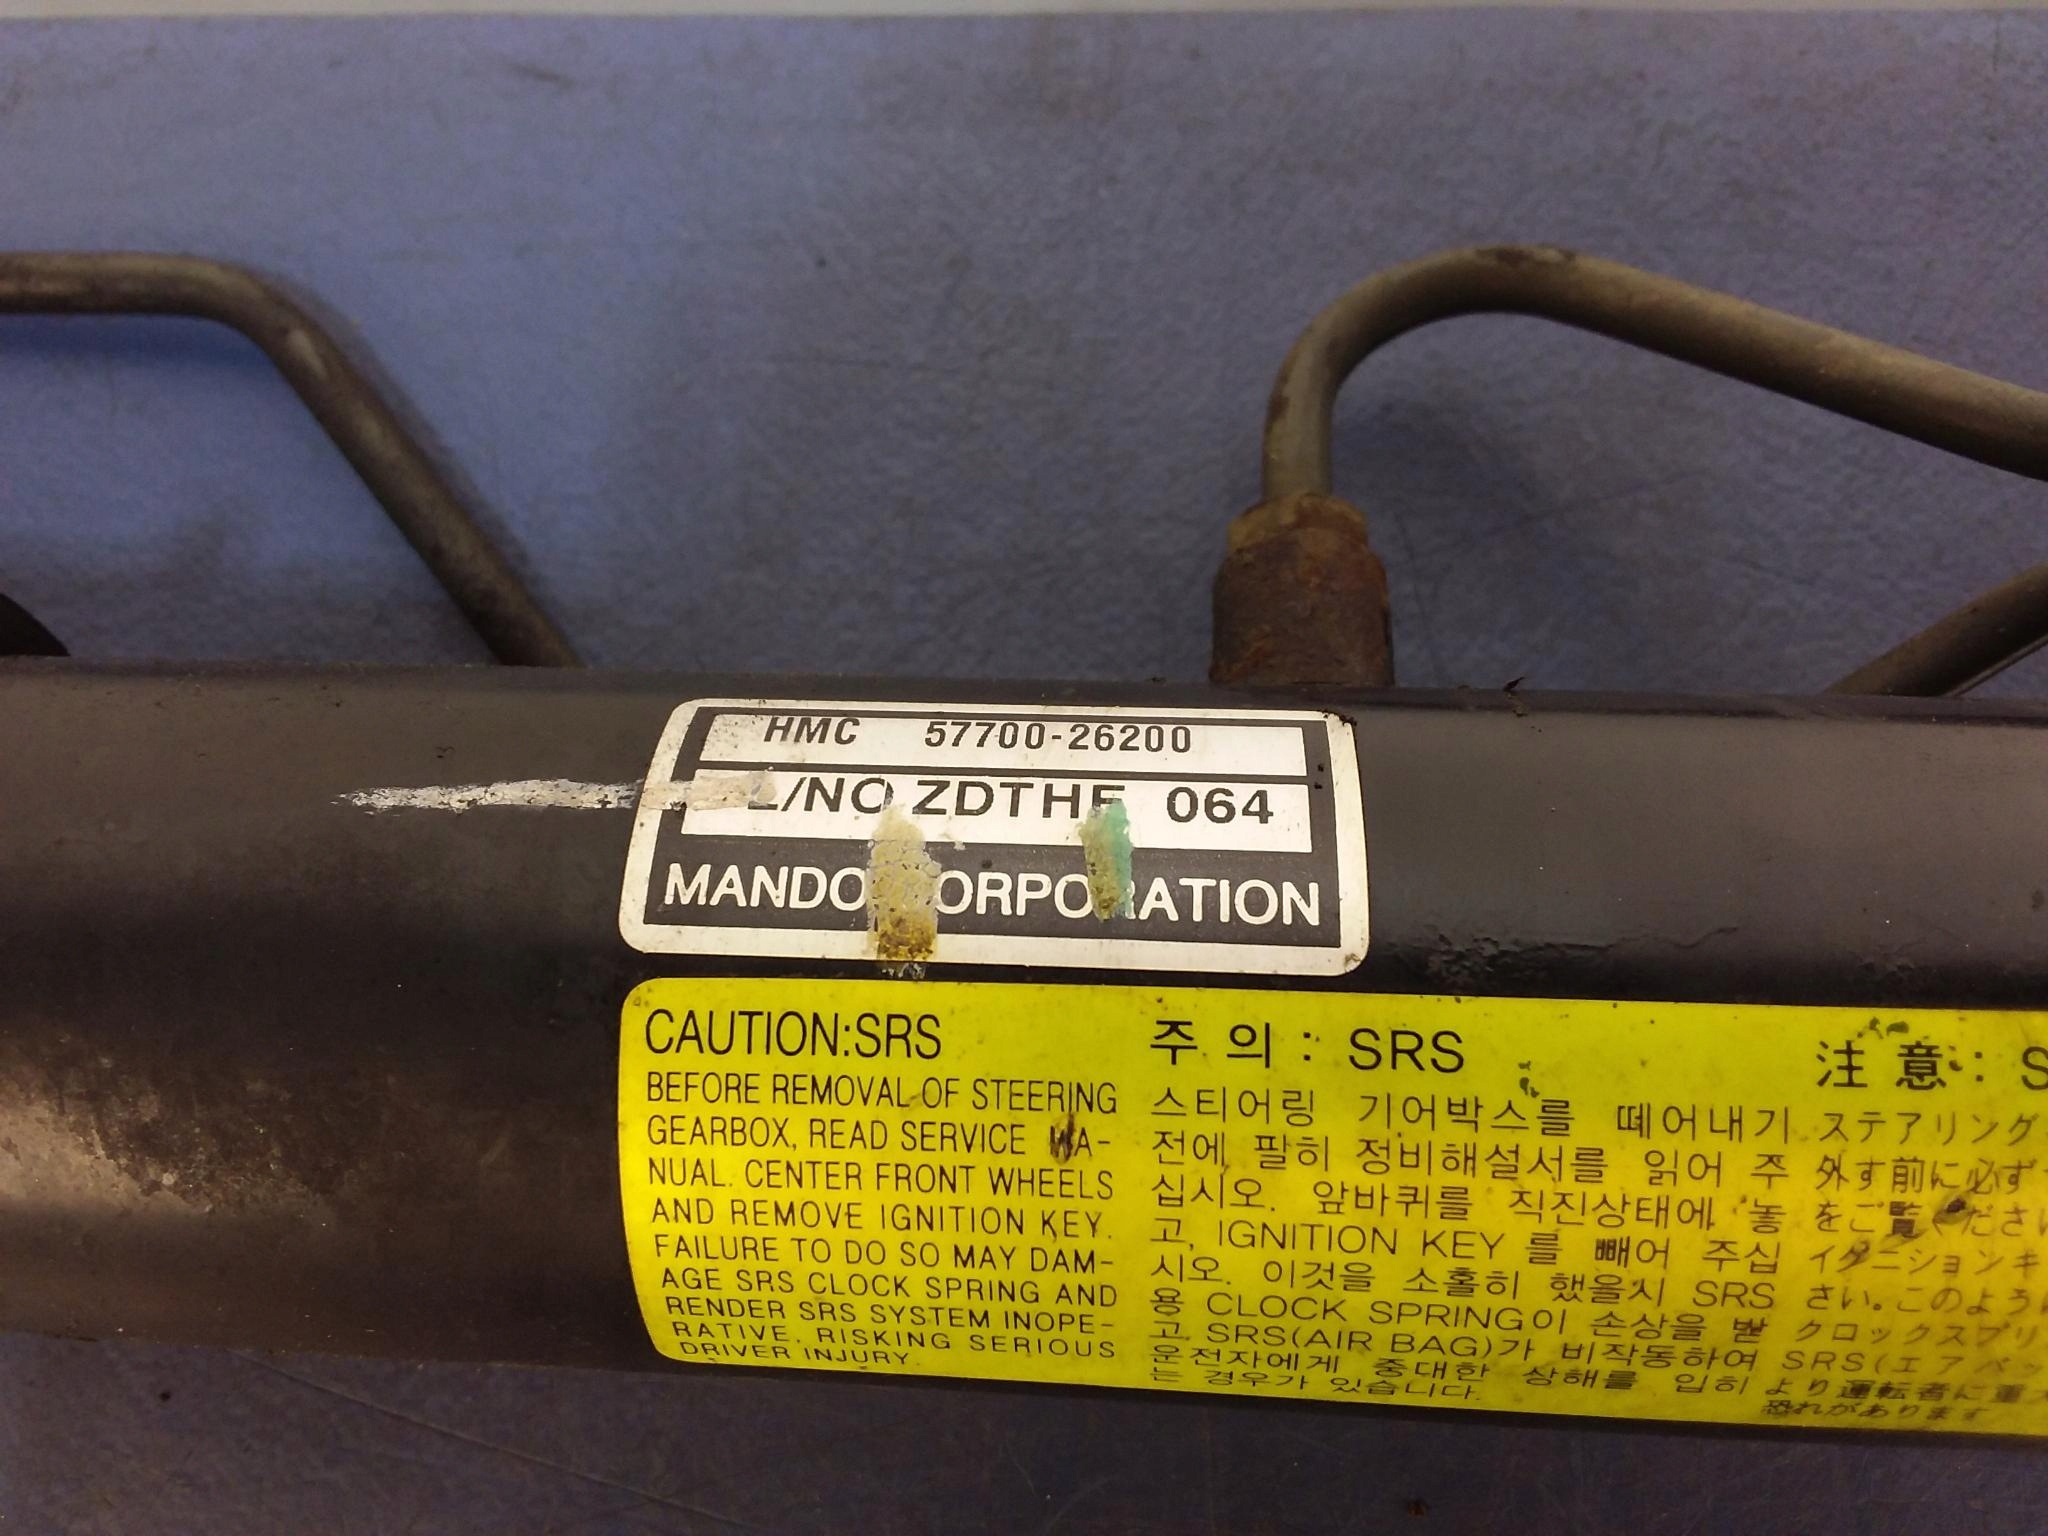 HMC 57700-26200
/NO ZDTHE 064
MANDO CORPORATION
CAUTION:SRS
BEFORE REMOVAL OF STEERING
GEARBOX, READ SERVICE MA-
NUAL. CENTER FRONT WHEELS
AND REMOVE IGNITION KEY.
FAILURE TO DO SO MAY DAM-
AGE SRS CLOCK SPRING AND
RENDER SRS SYSTEM INOPE-
RATIVE, RISKING SERIOUS
DRIVER INJURY.
주 의 : SRS
스티어링 기어박스를 떼어내기
전에 팔히 정비해설서를 읽어 주
십시오. 앞바퀴를 직진상태에 놓
고, IGNITION KEY 를 빼어 주십
시오. 이것을 소홀히 했을시 SRS
용 CLOCK SPRING이 손상을 받
고 SRS(AIR BAG)가 비작동하여
운전자에게 중대한 상해를 입히
는 경우가 있습니다.
注 意 : S
ステアリング
外す前に必ず
をご覧ください
イグニションキ
さい。このよう
クロックスプリ
SRS(エアバッ
より運転者に重大
恐れがあります